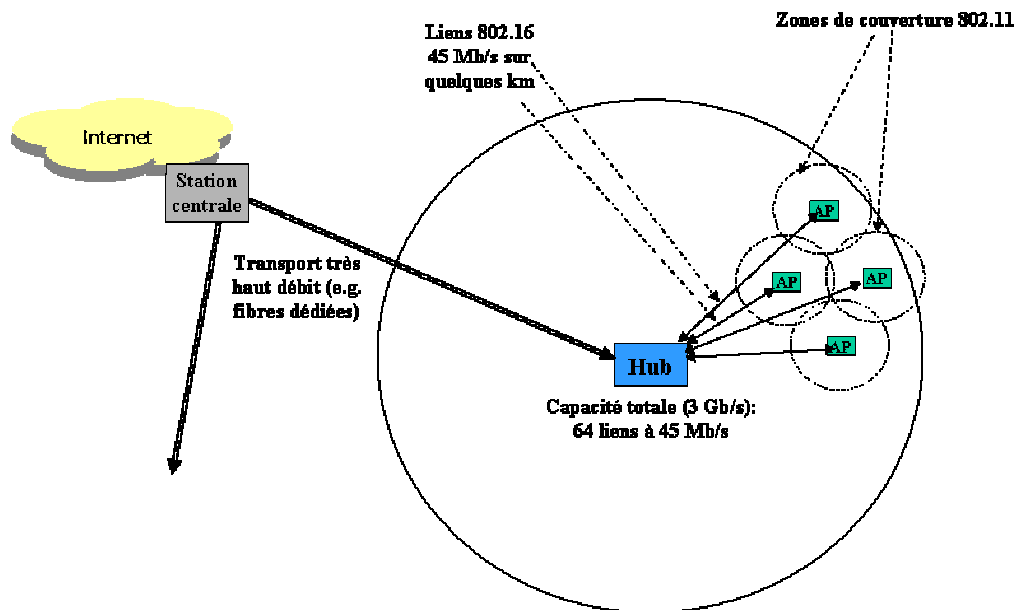 Liens 802.16
45 Mb/s sur
quelques km
Zones de couverture 802.11
Internet
Station
centrale
Transport très
haut débit (e.g.
fibres dédiées)
AP
AP
AP
AP
Hub
Capacité totale (3 Gb/s):
64 liens à 45 Mb/s